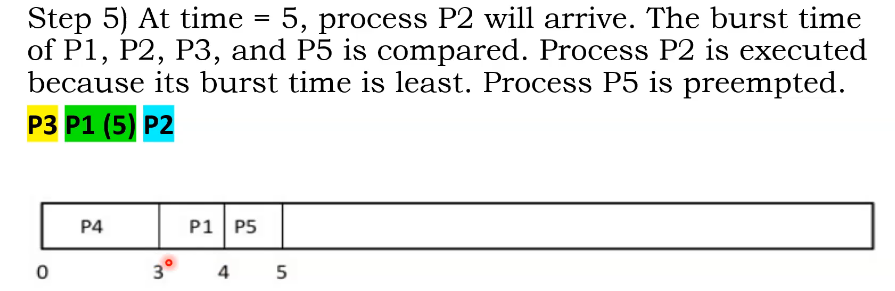 Step 5) At time = 5, process P2 will arrive. The burst time
of P1, P2, P3, and P5 is compared. Process P2 is executed
because its burst time is least. Process P5 is preempted.
P3 P1 (5) P2
P4 P1 P5
0 3 4 5